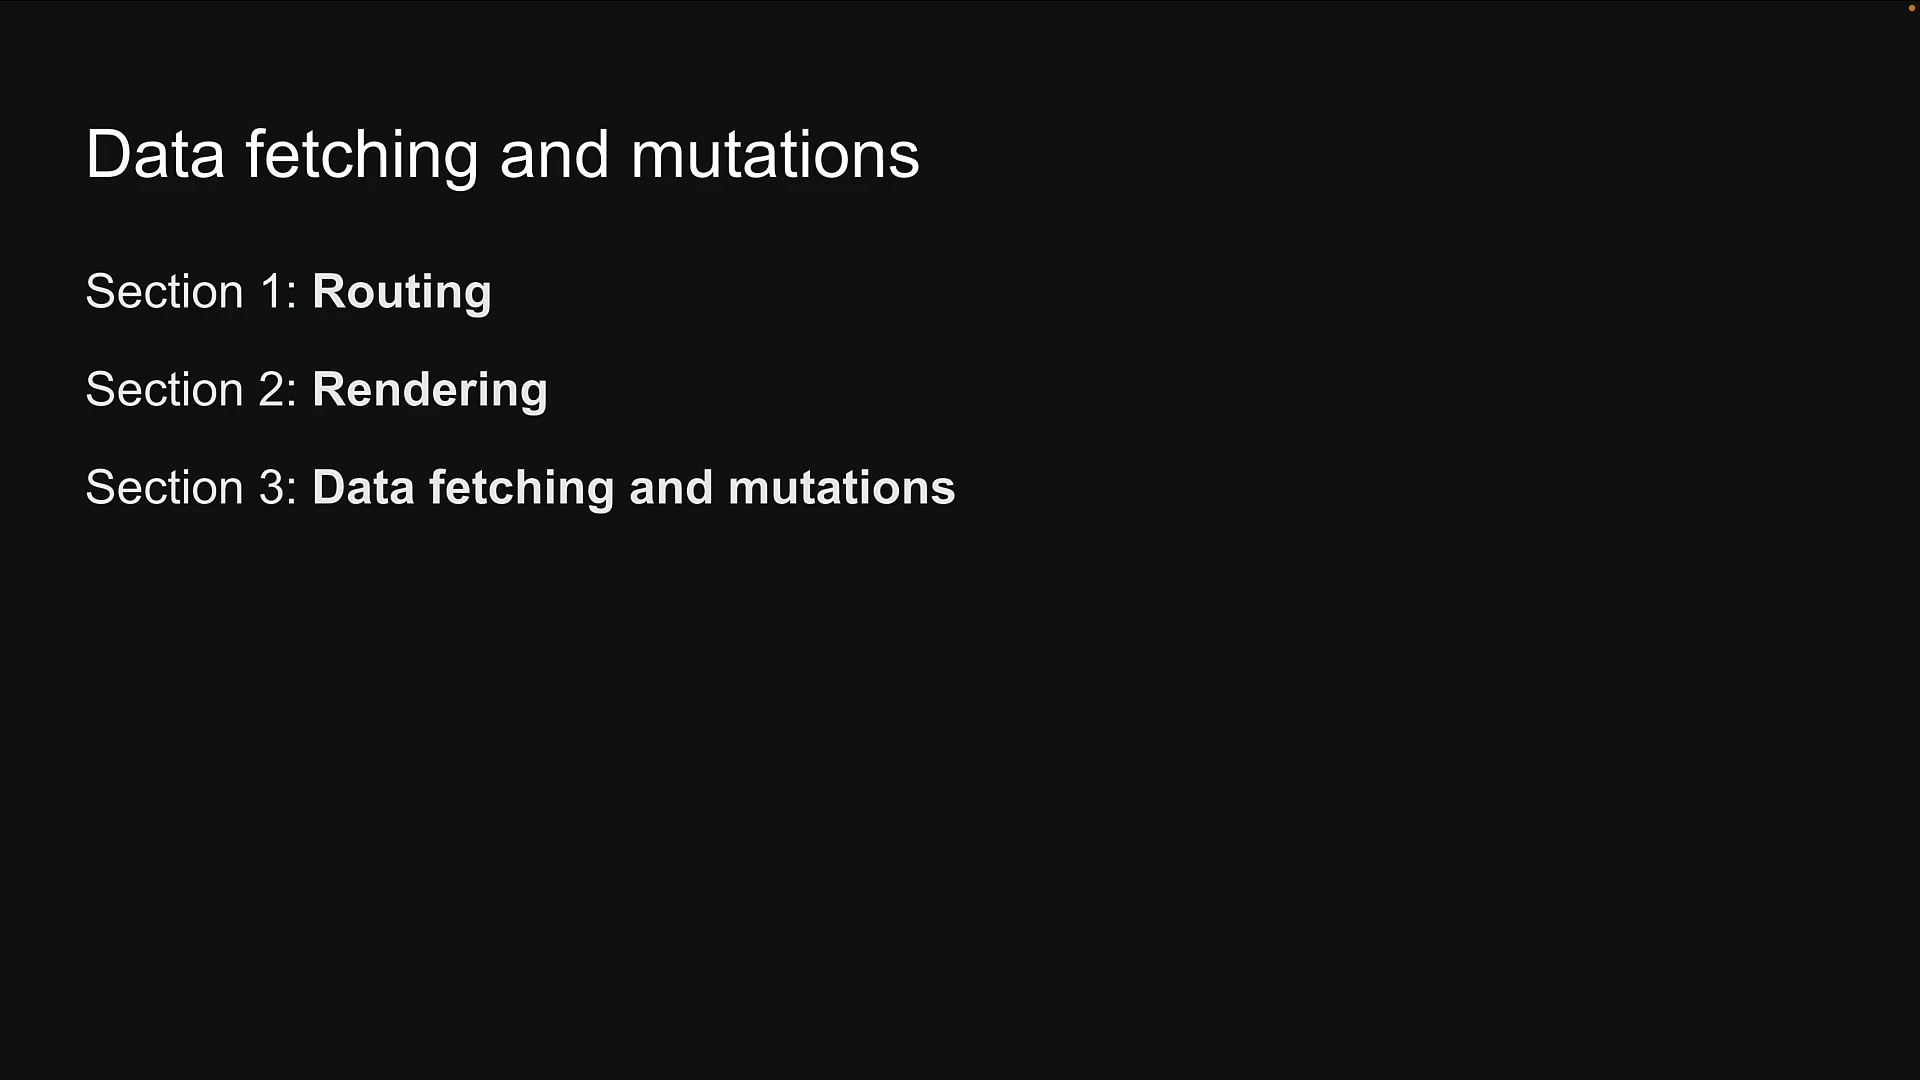 Data fetching and mutations
Section 1: Routing
Section 2: Rendering
Section 3: Data fetching and mutations